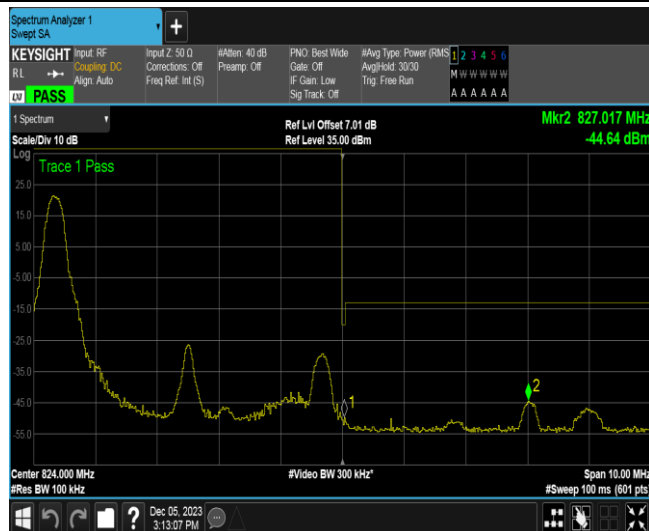 Spectrum Analyzer 1
Swept SA
+
KEYSIGHT
RL
LXI PASS
Input: RF
Coupling: DC
Align: Auto
Input Z: 50 Ω
Corrections: Off
Freq Ref: Int (S)
#Atten: 40 dB
Preamp: Off
PNO: Best Wide
Gate: Off
IF Gain: Low
Sig Track: Off
#Avg Type: Power (RMS
Avg|Hold: 30/30
Trig: Free Run
1 2 3 4 5 6
M W W W W W
A A A A A A
1 Spectrum
Scale/Div 10 dB
Ref Lvl Offset 7.01 dB
Ref Level 35.00 dBm
Mkr2 827.017 MHz
-44.64 dBm
Log
Trace 1 Pass
25.0
15.0
5.00
-5.00
-15.0
-25.0
-35.0
-45.0
-55.0
1
2
Center 824.000 MHz
#Res BW 100 kHz
#Video BW 300 kHz*
Span 10.00 MHz
#Sweep 100 ms (601 pts)
?
Dec 05, 2023
3:13:07 PM